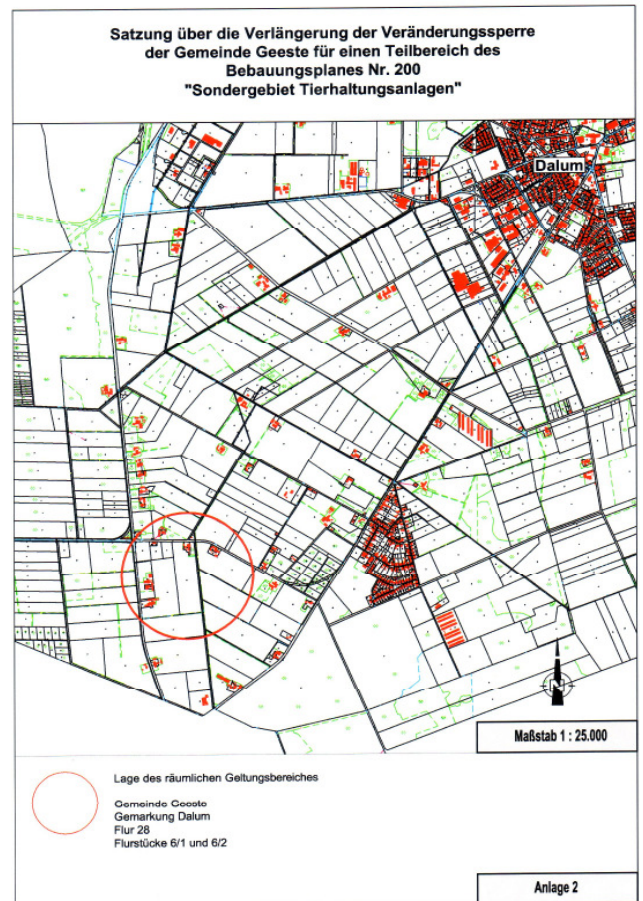 Satzung über die Verlängerung der Veränderungssperre
der Gemeinde Geeste für einen Teilbereich des
Bebauungsplanes Nr. 200
"Sondergebiet Tierhaltungsanlagen"
Dalum
Maßstab 1 : 25.000
Lage des räumlichen Geltungsbereiches
Gemeinde Geeste
Gemarkung Dalum
Flur 28
Flurstücke 6/1 und 6/2
Anlage 2